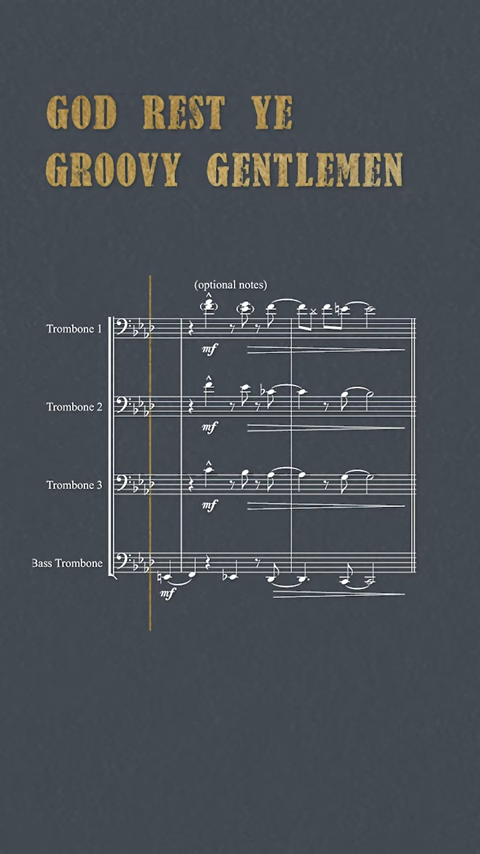 GOD REST YE
GROOVY GENTLEMEN
(optional notes)
Trombone 1
mf
Trombone 2
mf
Trombone 3
mf
Bass Trombone
mf